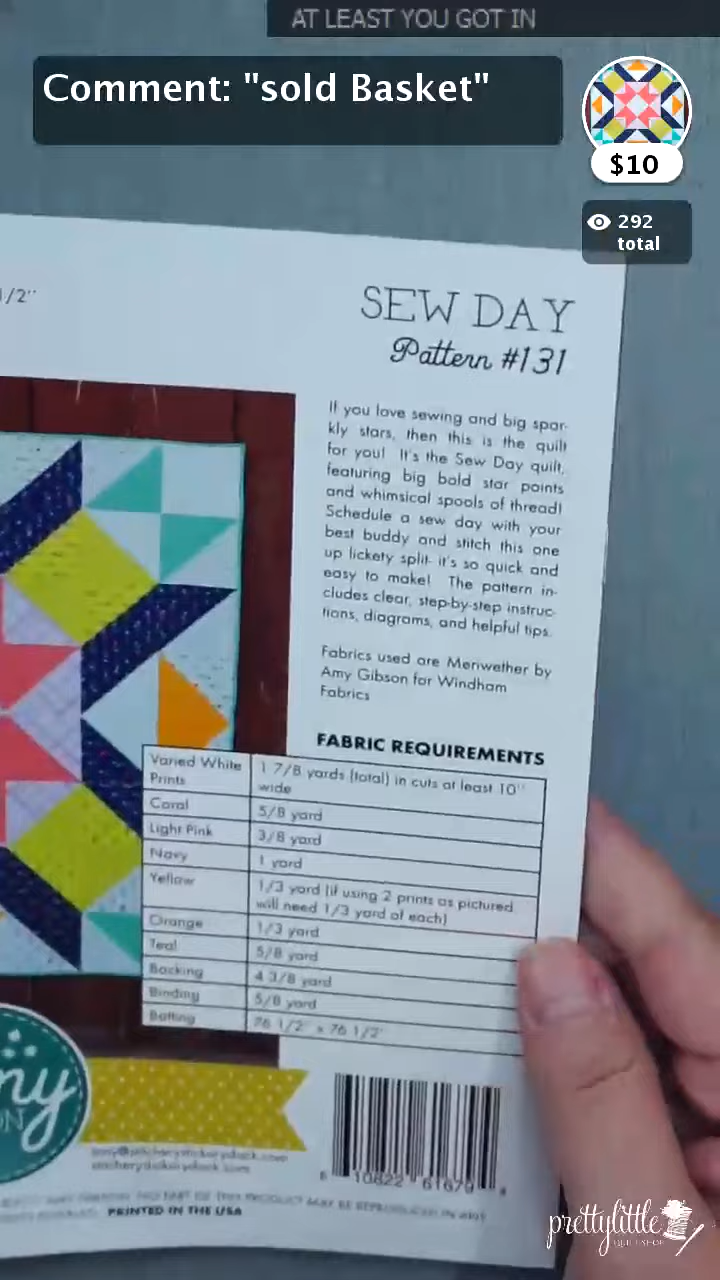 AT LEAST YOU GOT IN
Comment: "sold Basket"
$10
292
total
1/2"
SEW DAY
Pattern #131
If you love sewing and big spar-
kly stars, then this is the quilt
for you! It's the Sew Day quilt,
featuring big bold star points
and whimsical spools of thread!
Schedule a sew day with your
best buddy and stitch this one
up lickety split- it's so quick and
easy to make! The pattern in-
cludes clear, step-by-step instruc-
tions, diagrams, and helpful tips.
Fabrics used are Meriwether by
Amy Gibson for Windham
Fabrics
FABRIC REQUIREMENTS
Varied White Prints 1 7/8 yards (total) in cuts at least 10" wide
Coral 5/8 yard
Light Pink 3/8 yard
Navy 1 yard
Yellow 1/3 yard (if using 2 prints as pictured will need 1/3 yard of each)
Orange 1/3 yard
Teal 5/8 yard
Backing 4 3/8 yard
Binding 5/8 yard
Batting 76 1/2" x 76 1/2"
ny
ON
10822 61679
PRINTED IN THE USA
prettylittle
QUILTSHOP